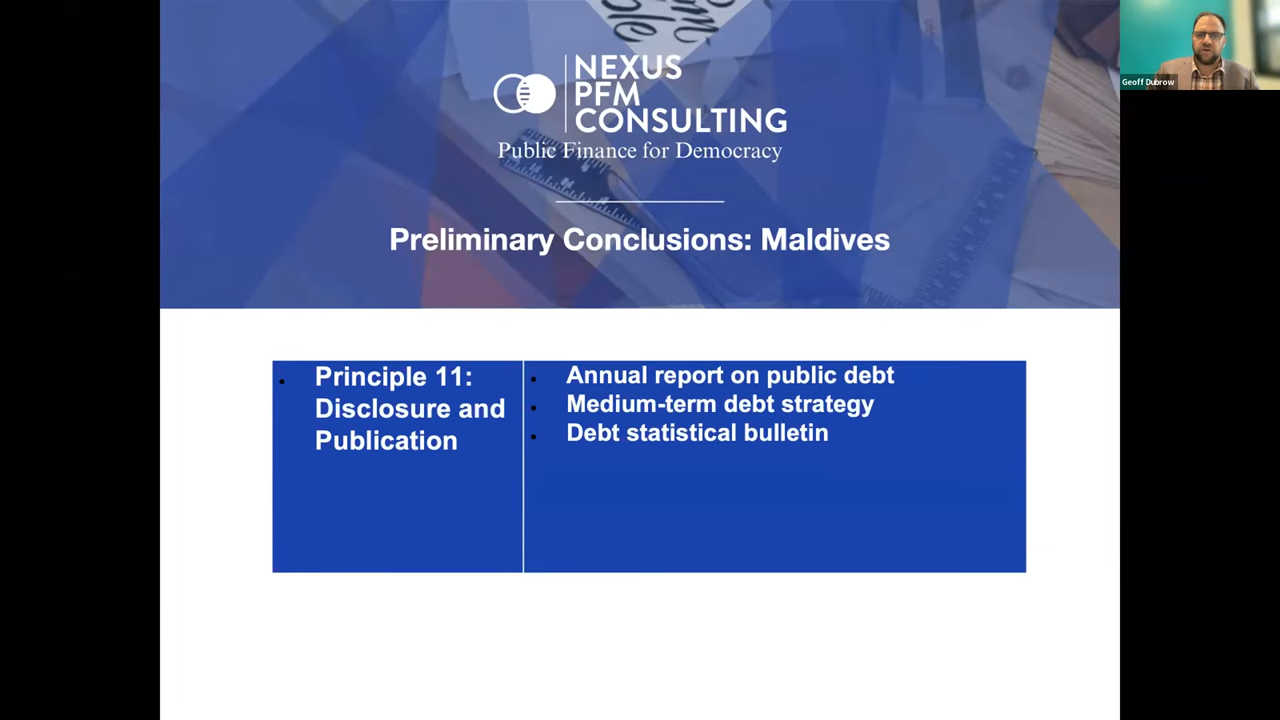 NEXUS
PFM
CONSULTING
Public Finance for Democracy
Preliminary Conclusions: Maldives
Principle 11:
Disclosure and
Publication
Annual report on public debt
Medium-term debt strategy
Debt statistical bulletin
Geoff Dubrow